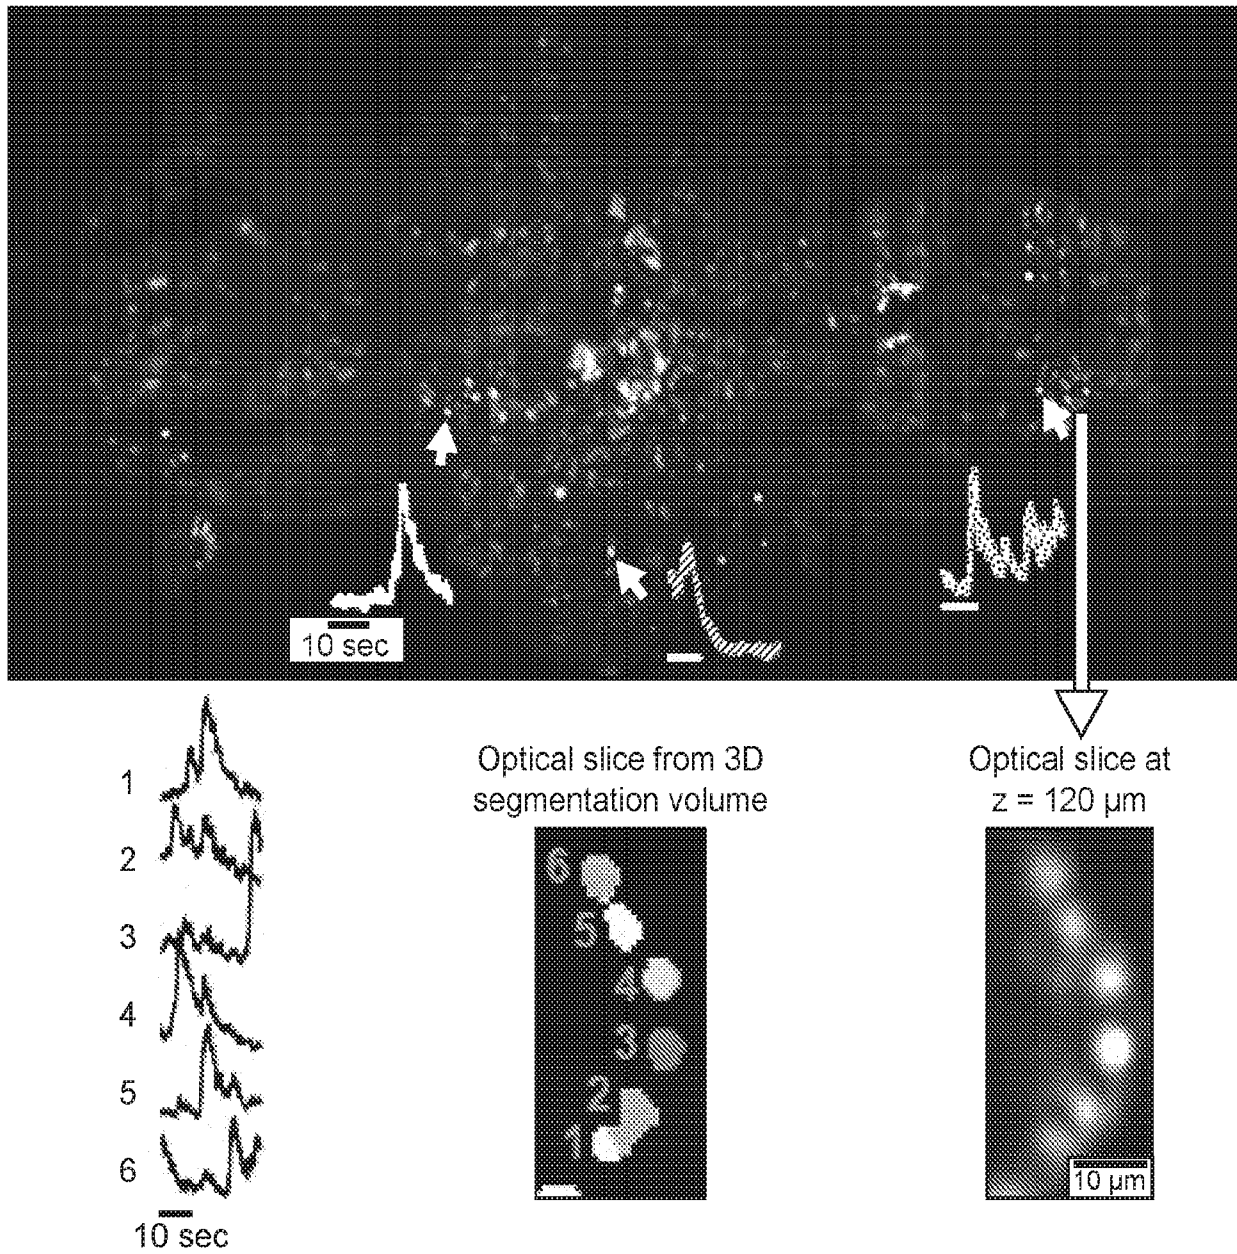 10 sec
1
2
3
4
5
6
10 sec
Optical slice from 3D
segmentation volume
6
5
4
3
2
1
Optical slice at
z = 120 µm
10 µm